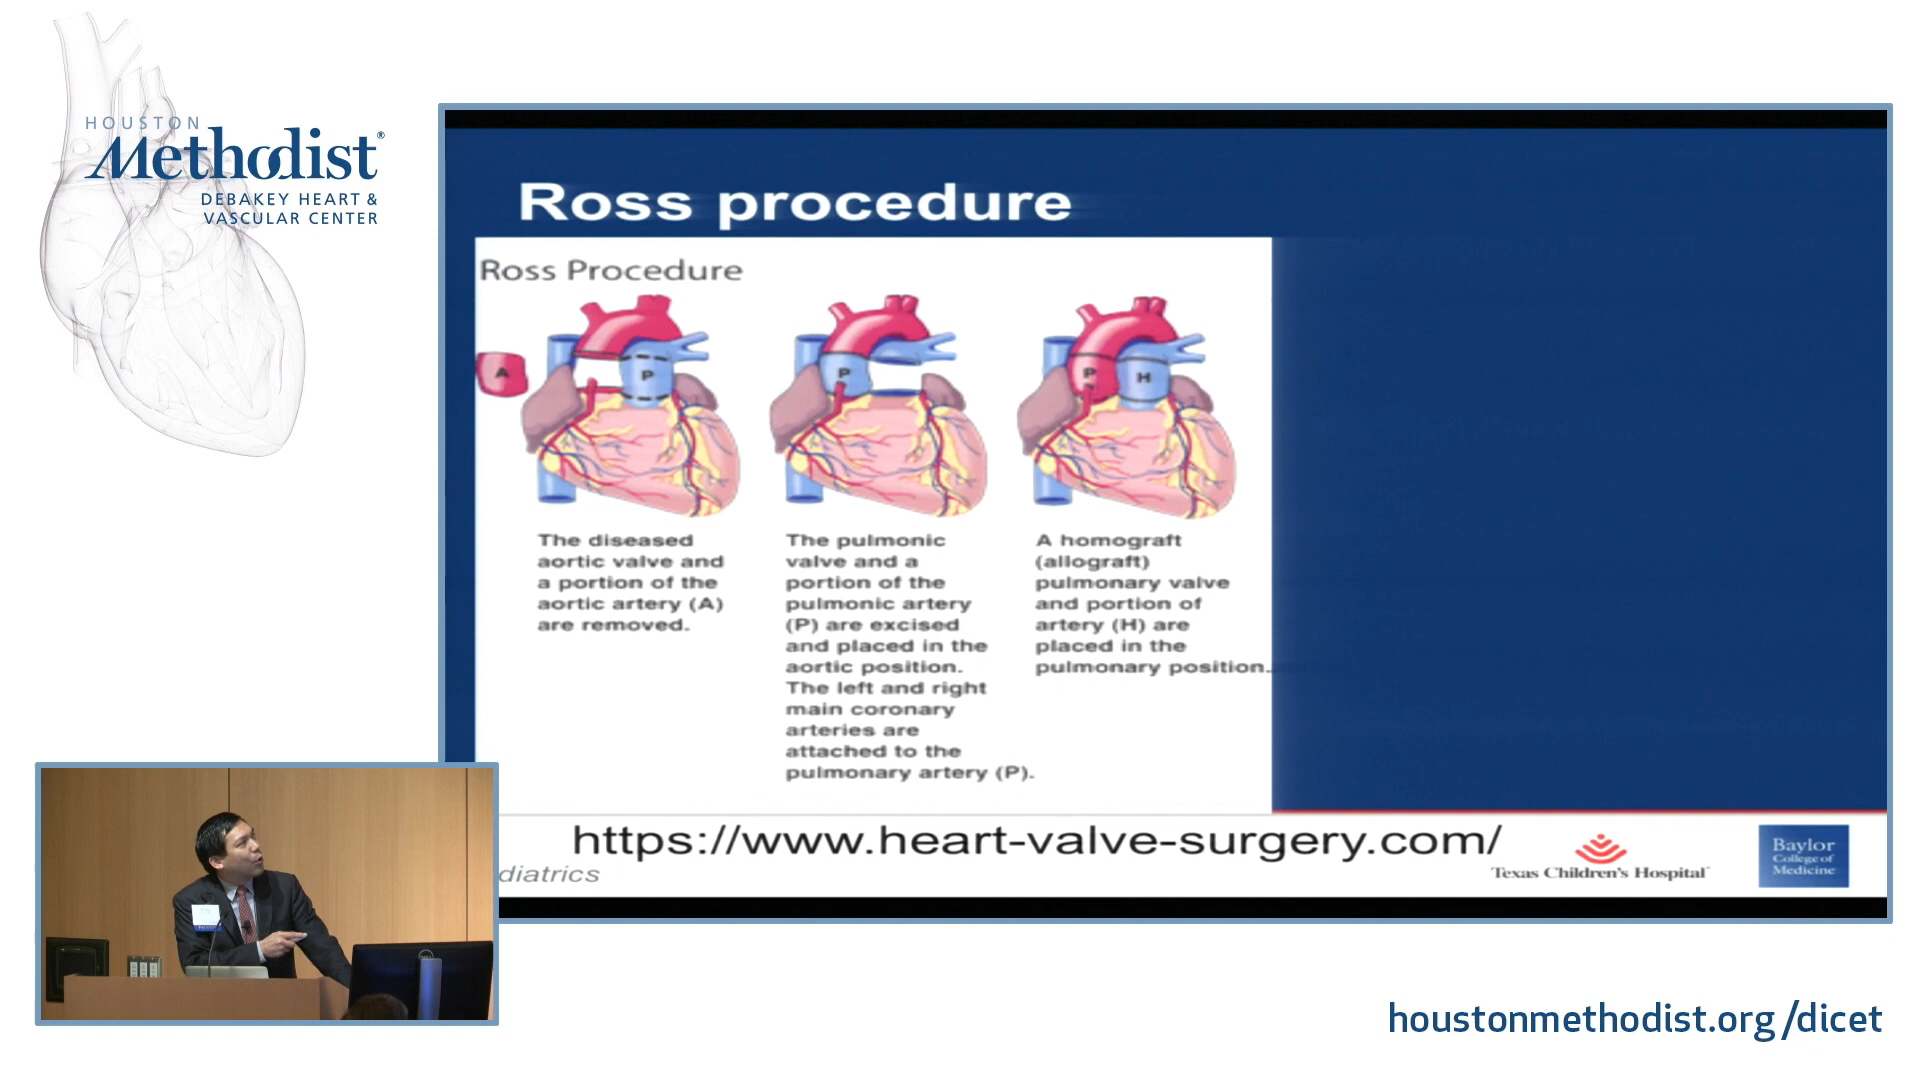 HOUSTON
Methodist®
DEBAKEY HEART &
VASCULAR CENTER
Ross procedure
Ross Procedure
A
P
P
P
H
The diseased
aortic valve and
a portion of the
aortic artery (A)
are removed.
The pulmonic
valve and a
portion of the
pulmonic artery
(P) are excised
and placed in the
aortic position.
The left and right
main coronary
arteries are
attached to the
pulmonary artery (P).
A homograft
(allograft)
pulmonary valve
and portion of
artery (H) are
placed in the
pulmonary position.
https://www.heart-valve-surgery.com/
diatrics
Texas Children's Hospital
Baylor
College of
Medicine
houstonmethodist.org/dicet